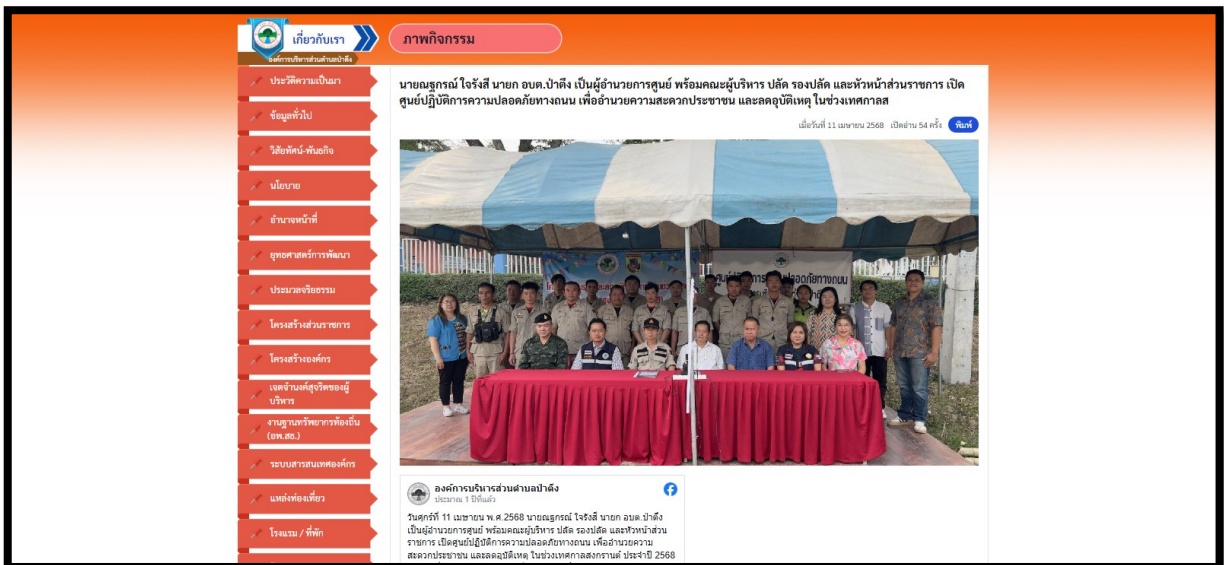 เกี่ยวกับเรา
องค์การบริหารส่วนตำบลป่าตึง
ภาพกิจกรรม
ประวัติความเป็นมา
ข้อมูลทั่วไป
วิสัยทัศน์-พันธกิจ
นโยบาย
อำนาจหน้าที่
ยุทธศาสตร์การพัฒนา
ประมวลจริยธรรม
โครงสร้างส่วนราชการ
โครงสร้างองค์กร
เจตจำนงค์สุจริตของผู้
บริหาร
งานฐานทรัพยากรท้องถิ่น
(อพ.สธ.)
ระบบสารสนเทศองค์กร
แหล่งท่องเที่ยว
โรงแรม / ที่พัก
นายณฐกรณ์ ใจรังสี นายก อบต.ป่าตึง เป็นผู้อำนวยการศูนย์ พร้อมคณะผู้บริหาร ปลัด รองปลัด และหัวหน้าส่วนราชการ เปิด
ศูนย์ปฏิบัติการความปลอดภัยทางถนน เพื่ออำนวยความสะดวกประชาชน และลดอุบัติเหตุ ในช่วงเทศกาลส
เมื่อวันที่ 11 เมษายน 2568 เปิดอ่าน 54 ครั้ง พิมพ์
องค์การบริหารส่วนตำบลป่าตึง
ประมาณ 1 ปีที่แล้ว
วันศุกร์ที่ 11 เมษายน พ.ศ.2568 นายณฐกรณ์ ใจรังสี นายก อบต.ป่าตึง
เป็นผู้อำนวยการศูนย์ พร้อมคณะผู้บริหาร ปลัด รองปลัด และหัวหน้าส่วน
ราชการ เปิดศูนย์ปฏิบัติการความปลอดภัยทางถนน เพื่ออำนวยความ
สะดวกประชาชน และลดอุบัติเหตุ ในช่วงเทศกาลสงกรานต์ ประจำปี 2568